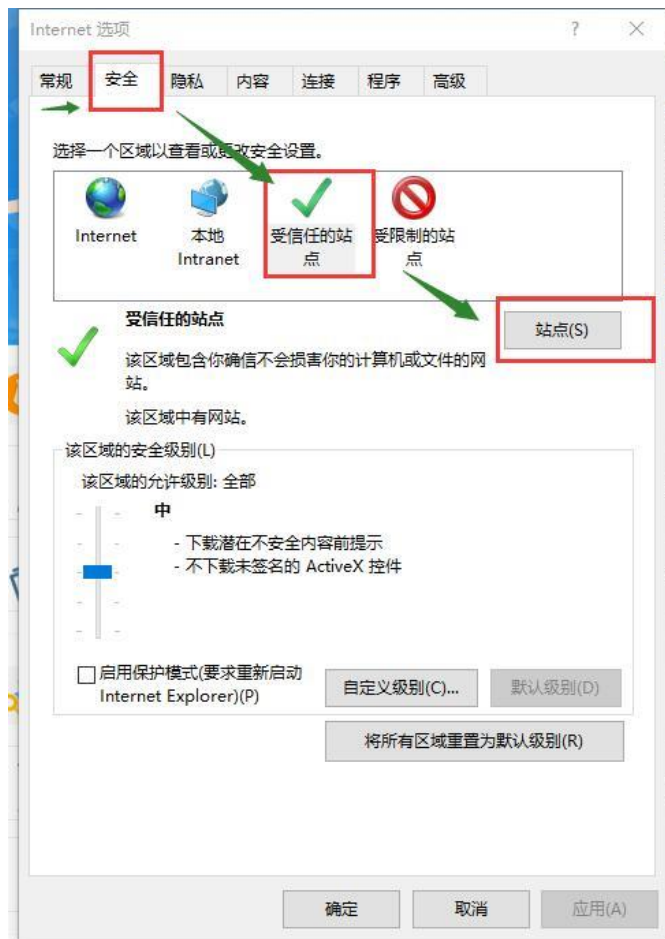 Internet 选项
常规 安全 隐私 内容 连接 程序 高级
选择一个区域以查看或更改安全设置。
Internet
本地
Intranet
受信任的站
点
受限制的站
点
受信任的站点
站点(S)
该区域包含你确信不会损害你的计算机或文件的网
站。
该区域中有网站。
该区域的安全级别(L)
该区域的允许级别: 全部
中
- 下载潜在不安全内容前提示
- 不下载未签名的 ActiveX 控件
启用保护模式(要求重新启动
Internet Explorer)(P)
自定义级别(C)...
默认级别(D)
将所有区域重置为默认级别(R)
确定
取消
应用(A)